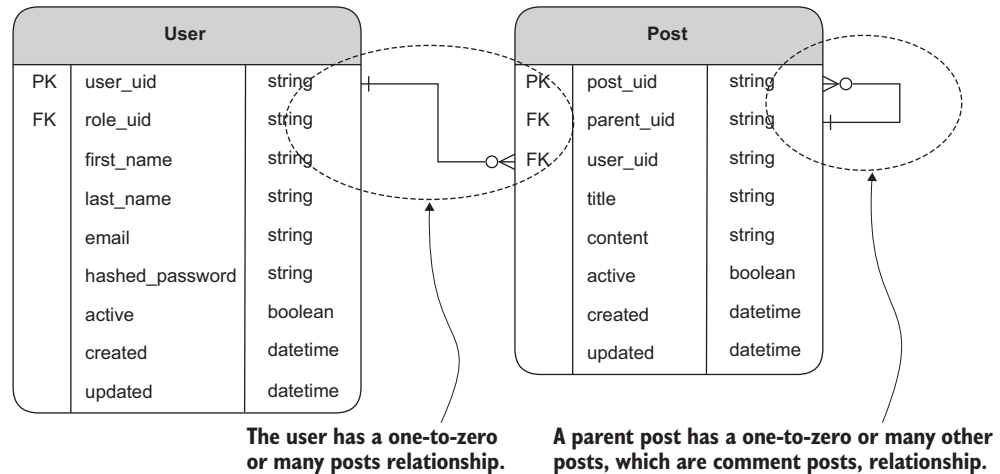 User
PK user_uid string
FK role_uid string
first_name string
last_name string
email string
hashed_password string
active boolean
created datetime
updated datetime
Post
PK post_uid string
FK parent_uid string
FK user_uid string
title string
content string
active boolean
created datetime
updated datetime
The user has a one-to-zero
or many posts relationship.
A parent post has a one-to-zero or many other
posts, which are comment posts, relationship.